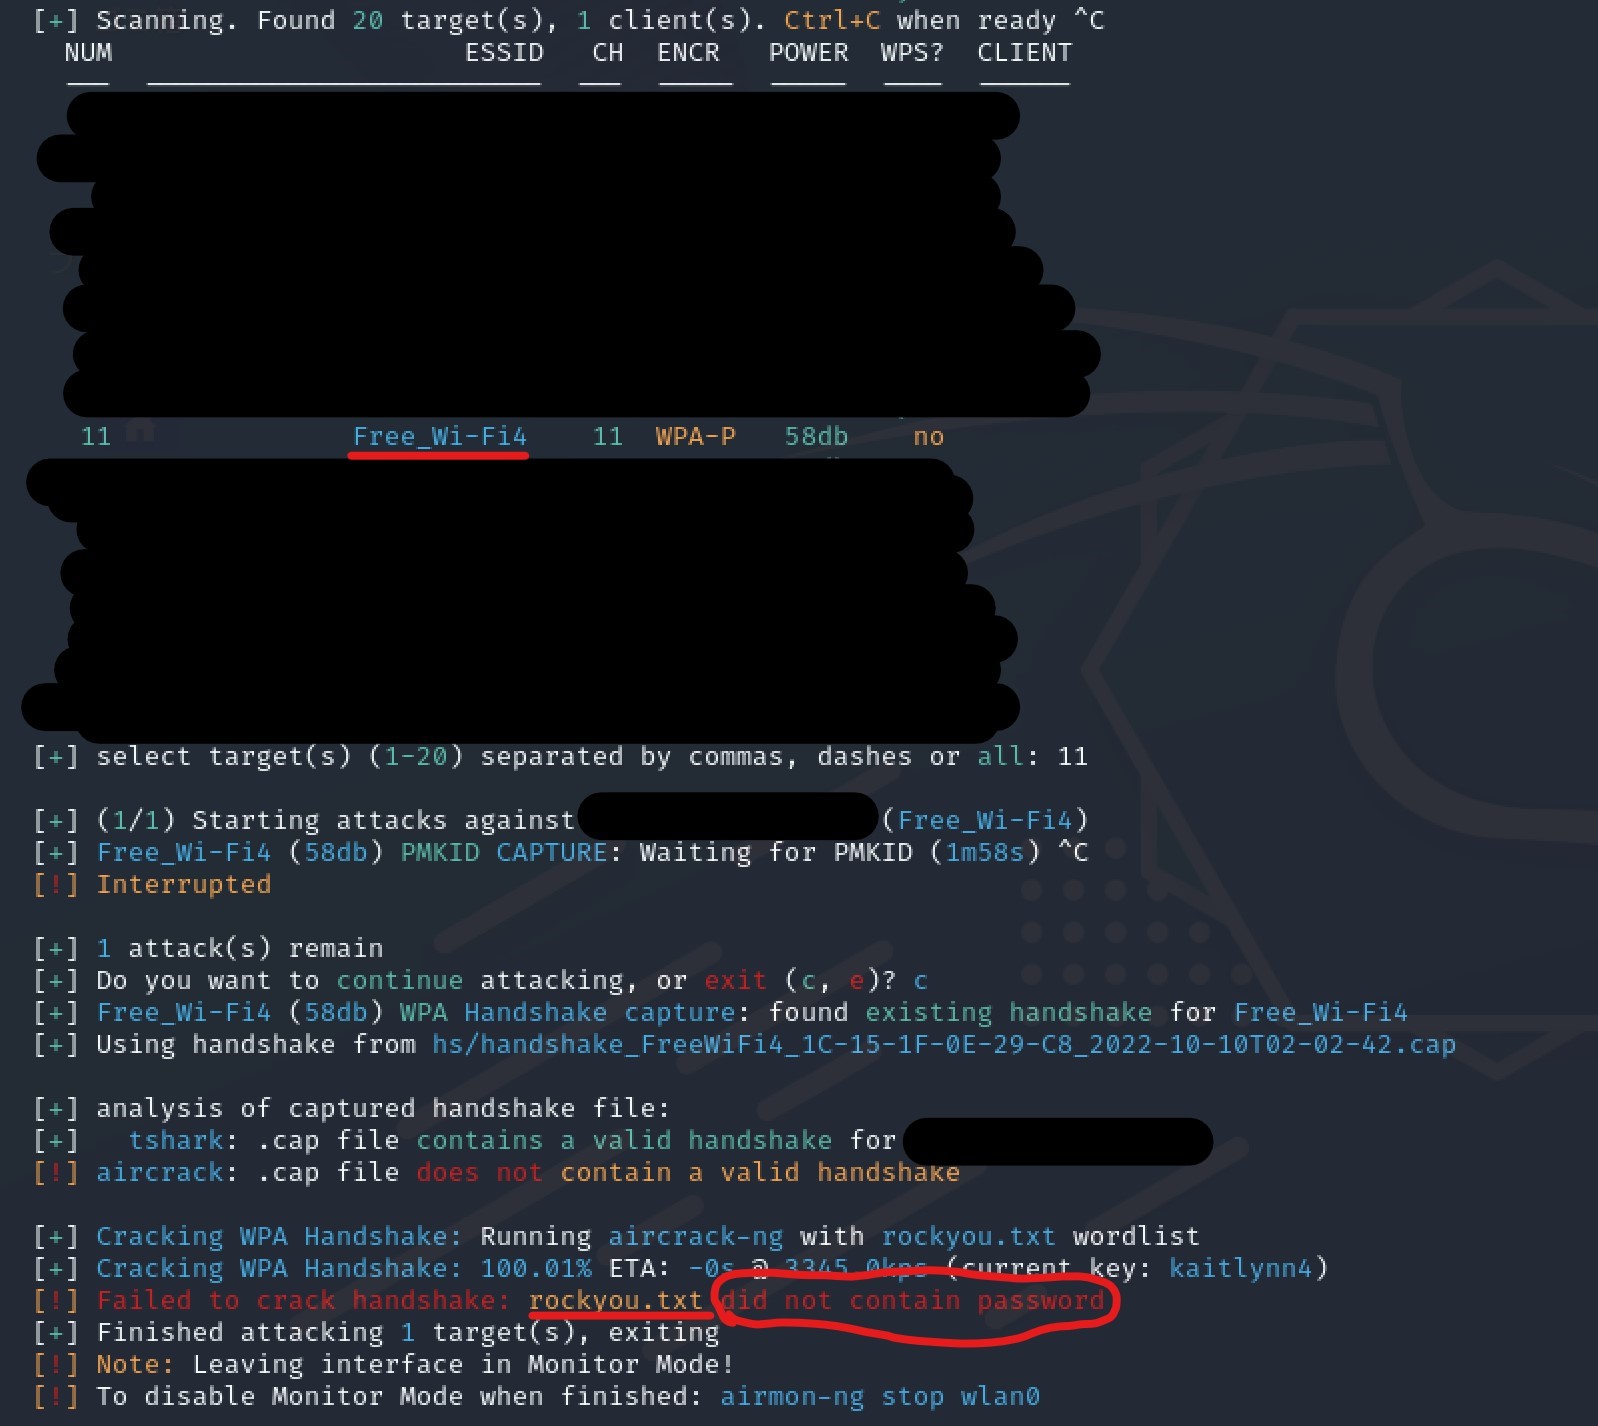 [+] Scanning. Found 20 target(s), 1 client(s). Ctrl+C when ready ^C
NUM ESSID CH ENCR POWER WPS? CLIENT
11 Free_Wi-Fi4 11 WPA-P 58db no
[+] select target(s) (1-20) separated by commas, dashes or all: 11
[+] (1/1) Starting attacks against (Free_Wi-Fi4)
[+] Free_Wi-Fi4 (58db) PMKID CAPTURE: Waiting for PMKID (1m58s) ^C
[!] Interrupted
[+] 1 attack(s) remain
[+] Do you want to continue attacking, or exit (c, e)? c
[+] Free_Wi-Fi4 (58db) WPA Handshake capture: found existing handshake for Free_Wi-Fi4
[+] Using handshake from hs/handshake_FreeWiFi4_1C-15-1F-0E-29-C8_2022-10-10T02-02-42.cap
[+] analysis of captured handshake file:
[+] tshark: .cap file contains a valid handshake for
[!] aircrack: .cap file does not contain a valid handshake
[+] Cracking WPA Handshake: Running aircrack-ng with rockyou.txt wordlist
[+] Cracking WPA Handshake: 100.01% ETA: -0s @ 3345.0kps (current key: kaitlynn4)
[!] Failed to crack handshake: rockyou.txt did not contain password
[+] Finished attacking 1 target(s), exiting
[!] Note: Leaving interface in Monitor Mode!
[!] To disable Monitor Mode when finished: airmon-ng stop wlan0